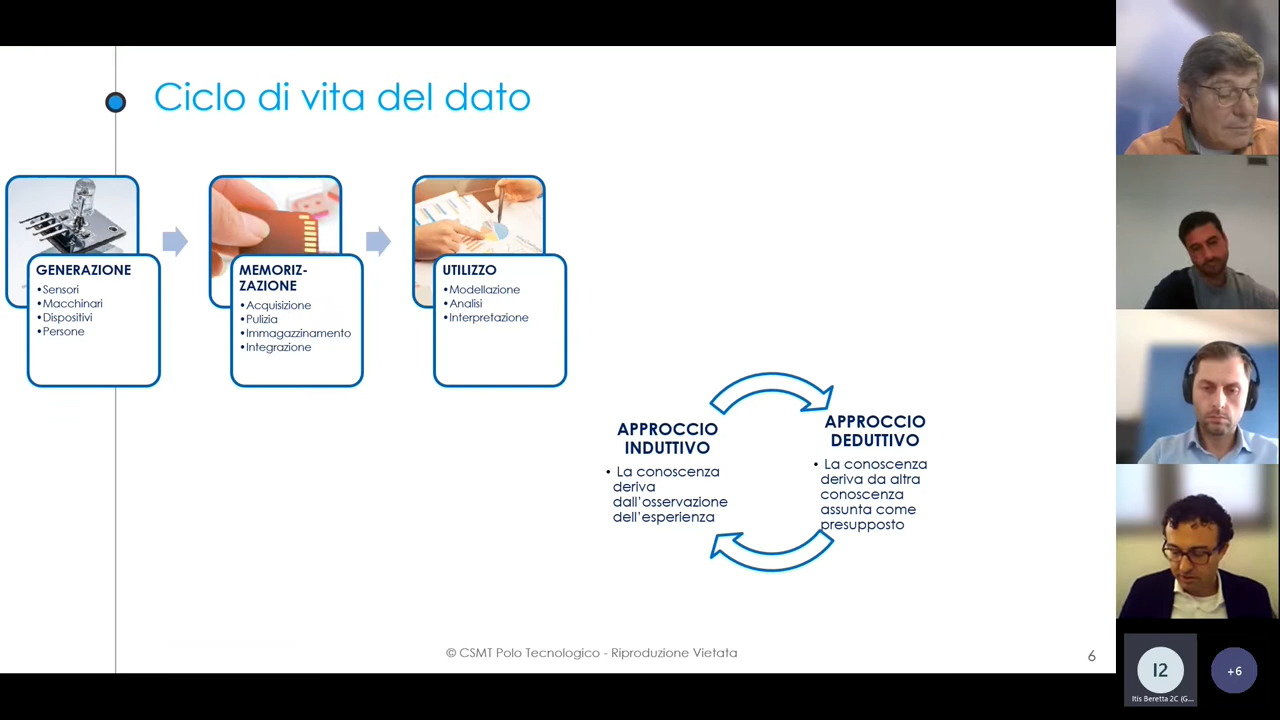 Ciclo di vita del dato
GENERAZIONE
•Sensori
•Macchinari
•Dispositivi
•Persone
MEMORIZ-
ZAZIONE
•Acquisizione
•Pulizia
•Immagazzinamento
•Integrazione
UTILIZZO
•Modellazione
•Analisi
•Interpretazione
APPROCCIO
INDUTTIVO
• La conoscenza
deriva
dall'osservazione
dell'esperienza
APPROCCIO
DEDUTTIVO
• La conoscenza
deriva da altra
conoscenza
assunta come
presupposto
© CSMT Polo Tecnologico - Riproduzione Vietata
6
I2
Itis Beretta 2C (G...
+6